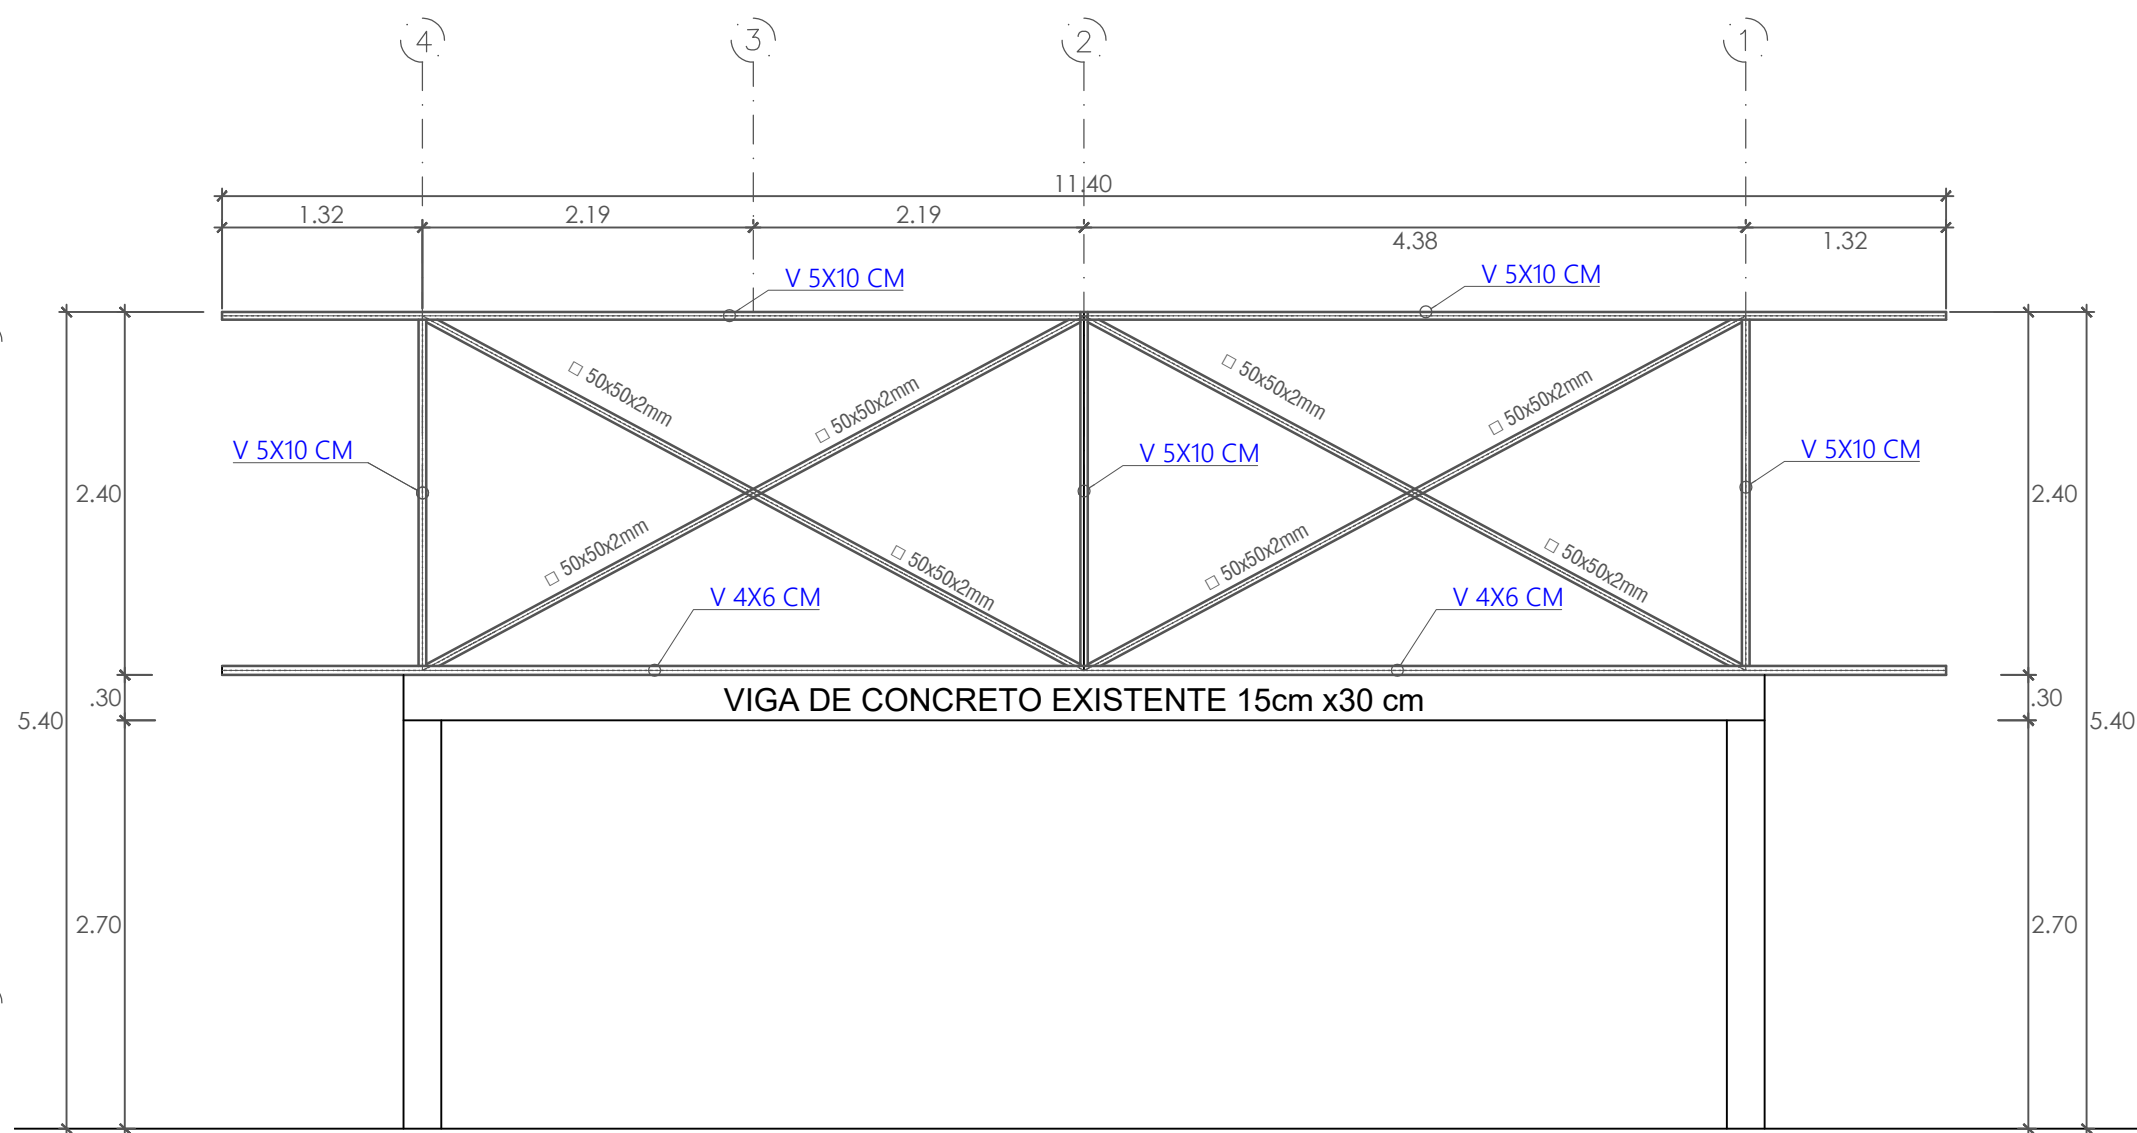 4
3
2
1
11.40
1.32
2.19
2.19
4.38
1.32
V 5X10 CM
V 5X10 CM
□ 50x50x2mm
□ 50x50x2mm
□ 50x50x2mm
□ 50x50x2mm
V 5X10 CM
V 5X10 CM
V 5X10 CM
2.40
2.40
□ 50x50x2mm
□ 50x50x2mm
□ 50x50x2mm
□ 50x50x2mm
V 4X6 CM
V 4X6 CM
.30
VIGA DE CONCRETO EXISTENTE 15cm x30 cm
.30
5.40
5.40
2.70
2.70